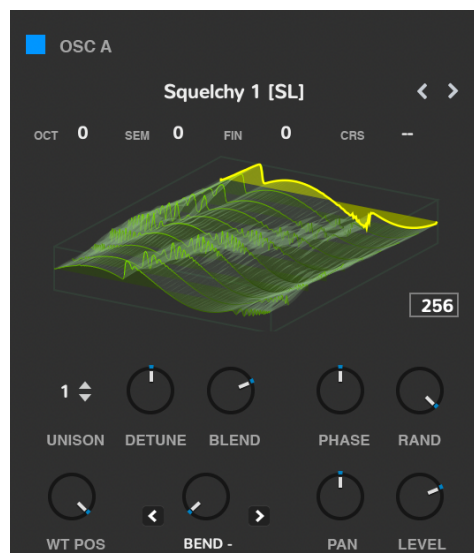 OSC A
Squelchy 1 [SL]
OCT 0 SEM 0 FIN 0 CRS --
256
1
UNISON DETUNE BLEND PHASE RAND
WT POS BEND - PAN LEVEL